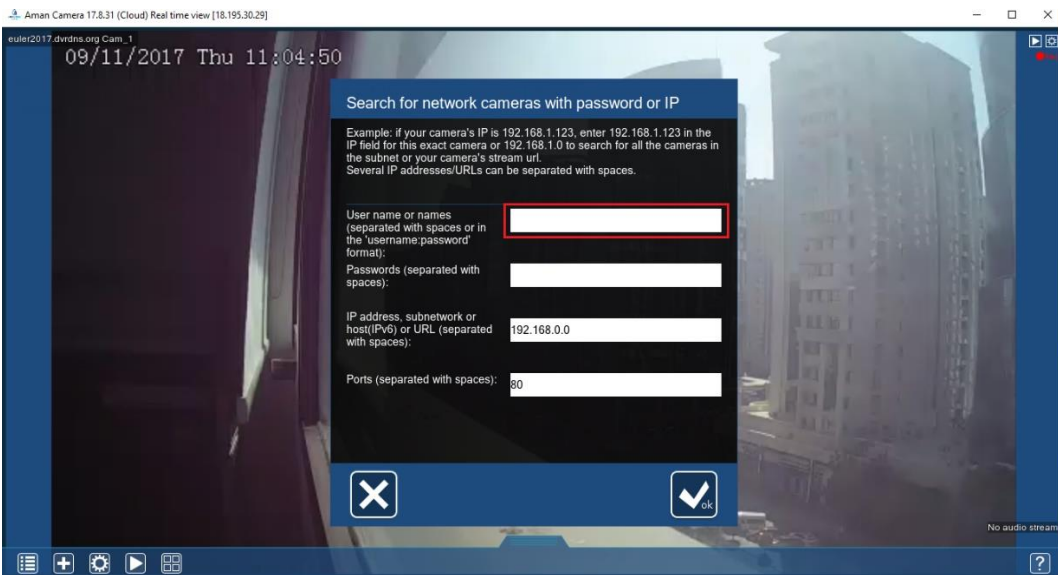 Aman Camera 17.8.31 (Cloud) Real time view [18.195.30.29]
euler2017.dvrdns.org Cam_1
09/11/2017 Thu 11:04:50
Search for network cameras with password or IP
Example: if your camera's IP is 192.168.1.123, enter 192.168.1.123 in the
IP field for this exact camera or 192.168.1.0 to search for all the cameras in
the subnet or your camera's stream url.
Several IP addresses/URLs can be separated with spaces.
User name or names
(separated with spaces or in
the 'username:password'
format):
Passwords (separated with
spaces):
IP address, subnetwork or
host(IPv6) or URL (separated
with spaces):
192.168.0.0
Ports (separated with spaces):
80
ok
No audio stream
?